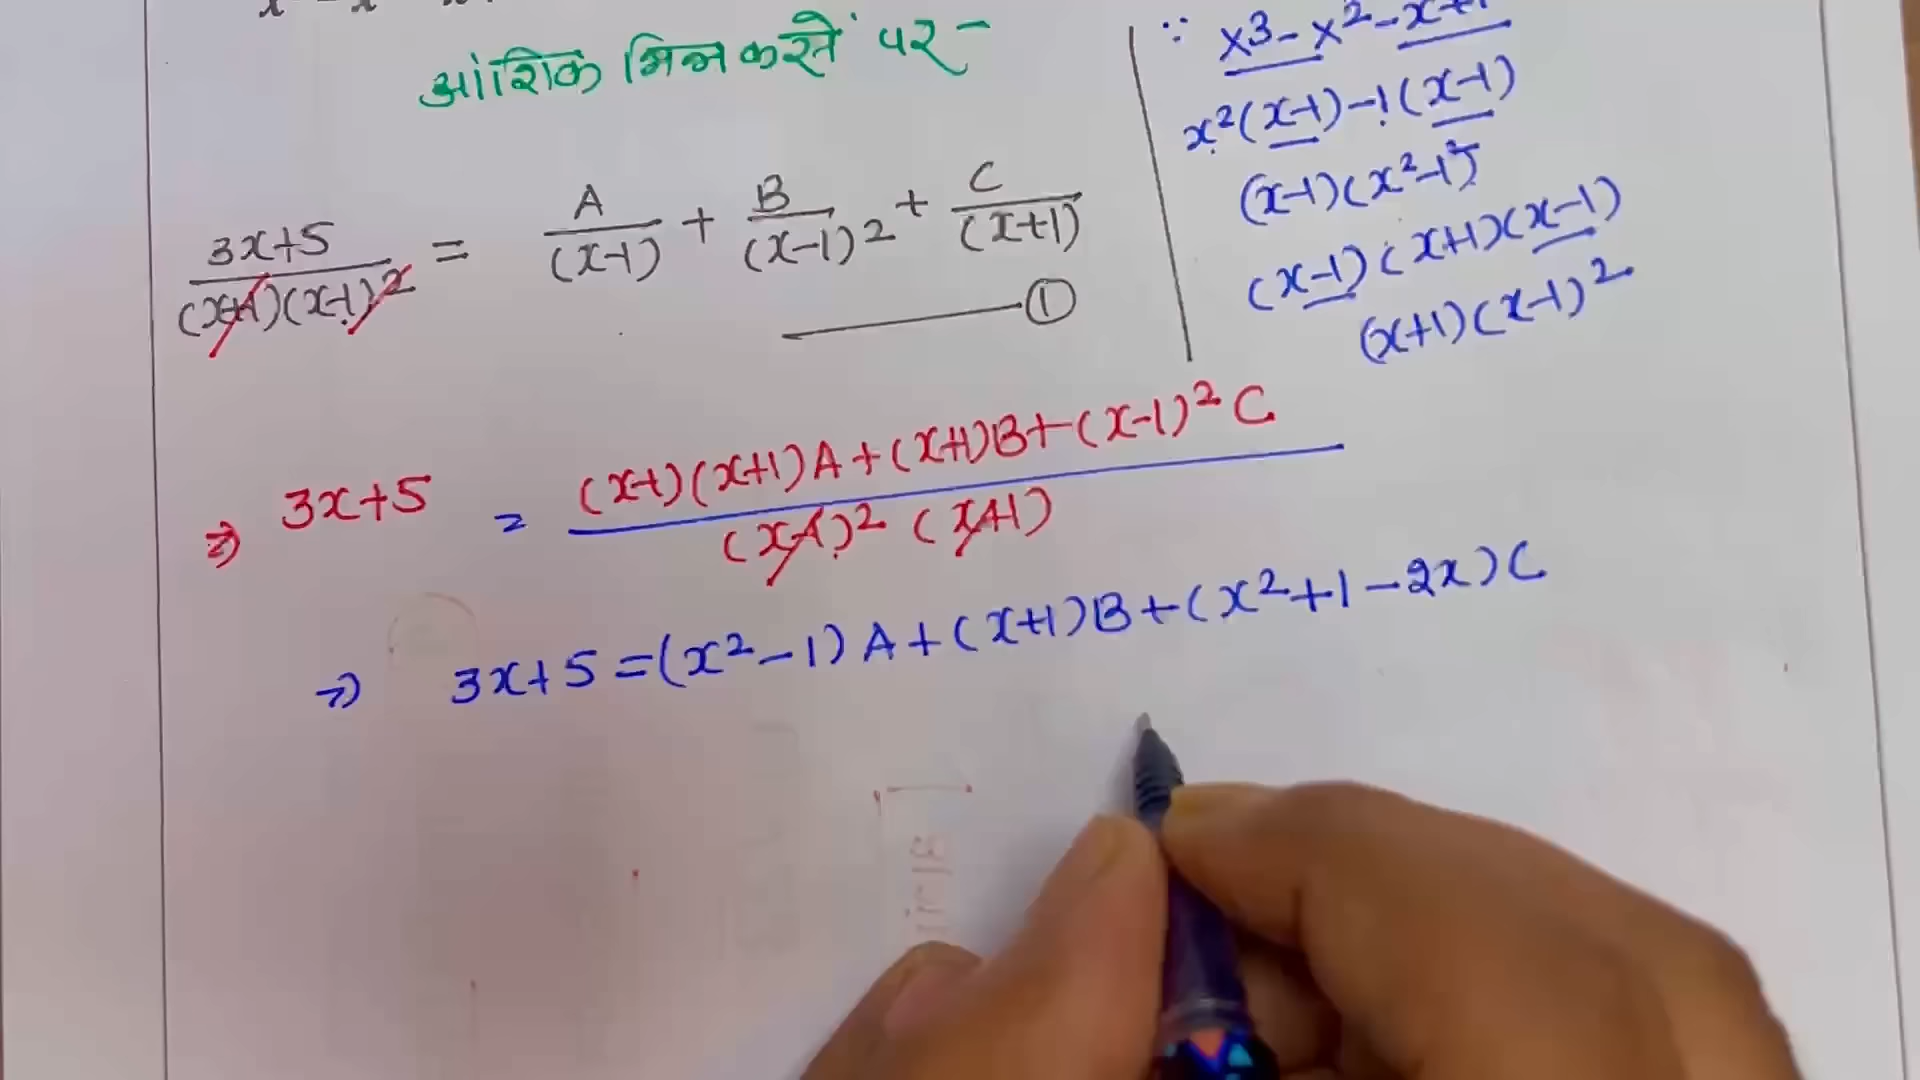 आंशिक भिन्न करने पर -
3x+5 / (x+1)(x-1)² = A/(x-1) + B/(x-1)² + C/(x+1) ——— ①
∵ x³-x²-x+1
x²(x-1)-1(x-1)
(x-1)(x²-1²)
(x-1)(x+1)(x-1)
(x+1)(x-1)²
⇒ 3x+5 = (x-1)(x+1)A+(x+1)B+(x-1)²C / (x-1)²(x+1)
⇒ 3x+5=(x²-1)A+(x+1)B+(x²+1-2x)C